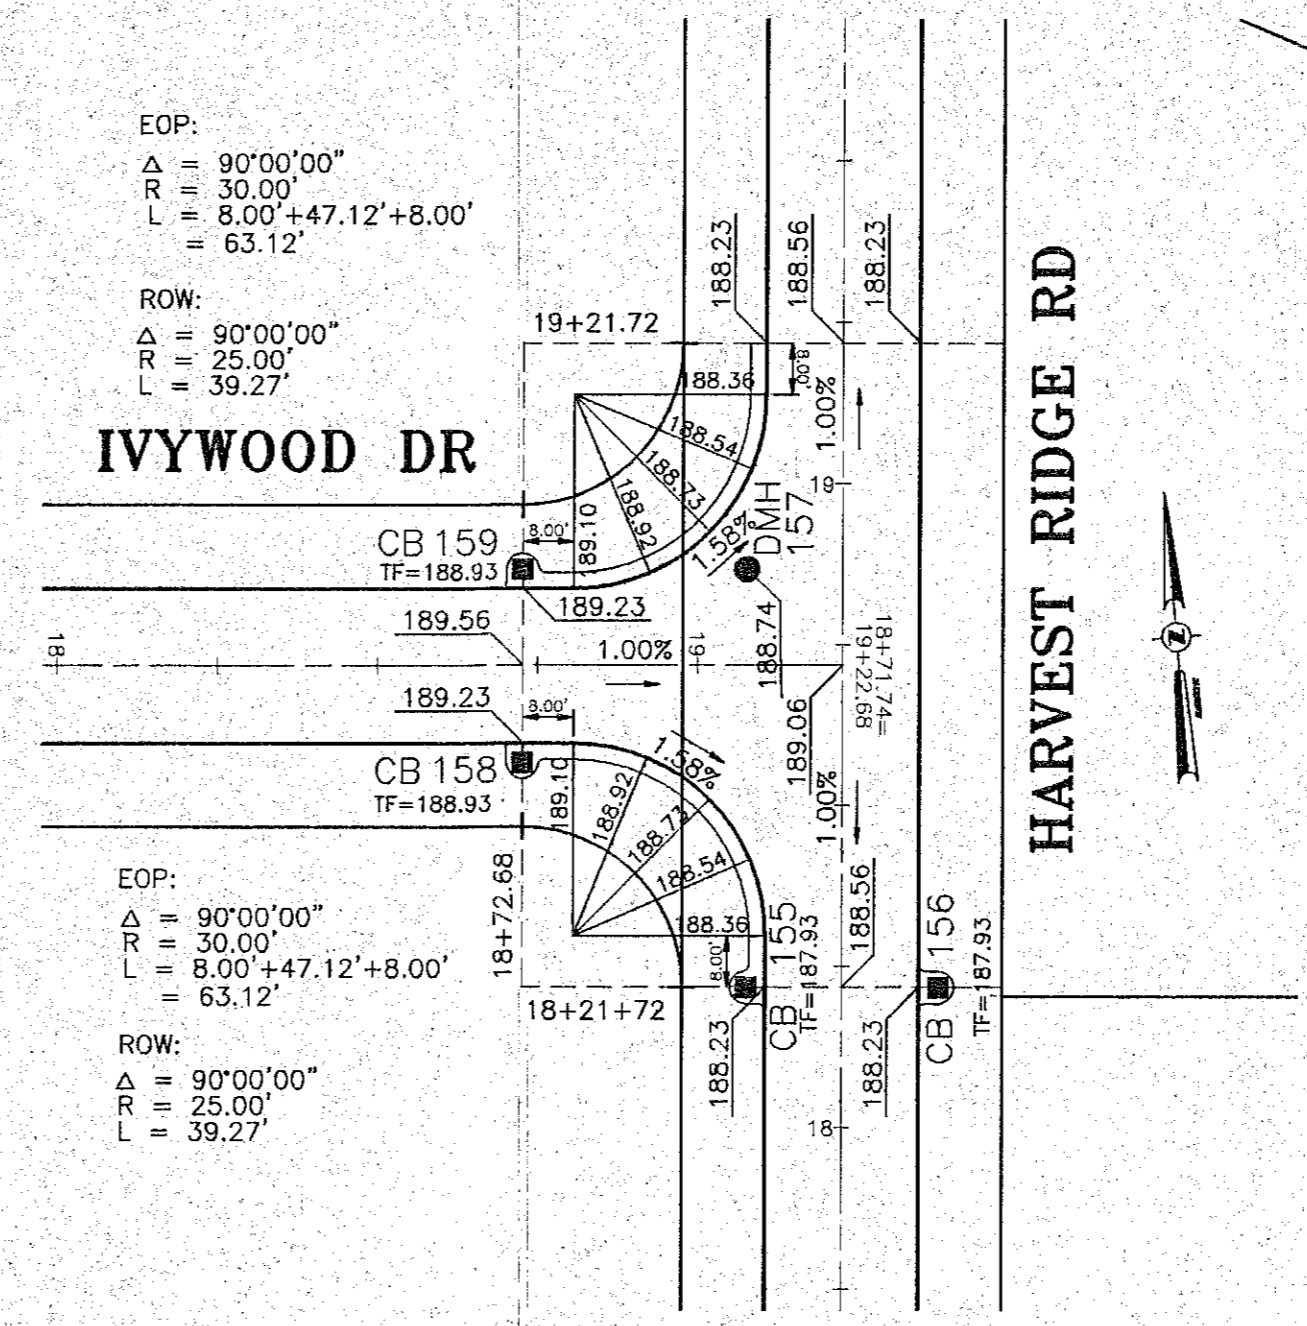 EOP:
Δ = 90°00'00"
R = 30.00'
L = 8.00'+47.12'+8.00'
= 63.12'
ROW:
Δ = 90°00'00"
R = 25.00'
L = 39.27'
IVYWOOD DR
HARVEST RIDGE RD
188.23
188.56
188.23
19+21.72
8.00'
188.36
188.54
188.73
188.92
189.10
1.00%
19
CB 159
TF=188.93
8.00'
189.23
1.58%
DMH
157
188.74
189.56
18
1.00%
19
18+71.74=
19+22.68
189.06
189.23
8.00'
CB 158
TF=188.93
189.10
188.92
188.73
188.54
188.36
1.58%
1.00%
188.56
18+72.68
8.00'
18+21+72
CB 155
TF=187.93
CB 156
TF=187.93
188.23
188.23
18
EOP:
Δ = 90°00'00"
R = 30.00'
L = 8.00'+47.12'+8.00'
= 63.12'
ROW:
Δ = 90°00'00"
R = 25.00'
L = 39.27'
Z